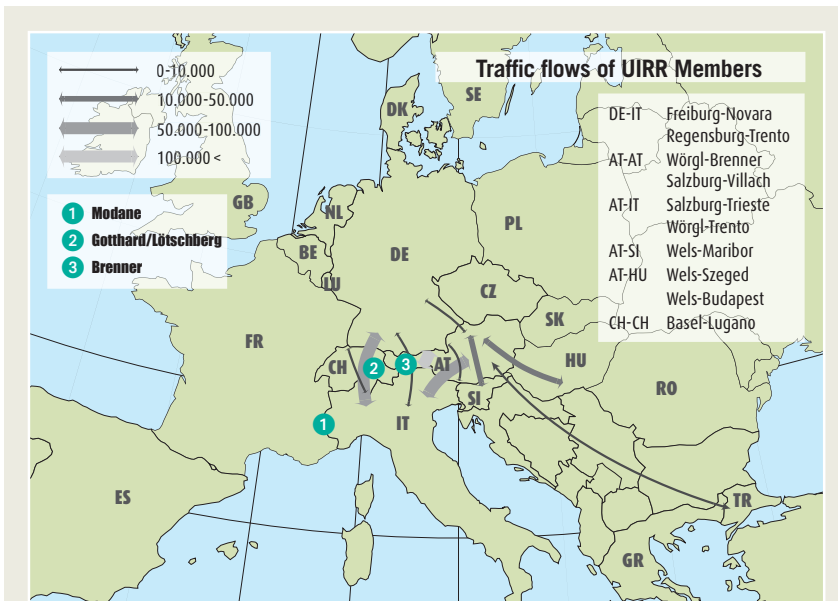 Traffic flows of UIRR Members
0-10.000
10.000-50.000
50.000-100.000
100.000 <
1 Modane
2 Gotthard/Lötschberg
3 Brenner
DE-IT Freiburg-Novara
Regensburg-Trento
AT-AT Wörgl-Brenner
Salzburg-Villach
AT-IT Salzburg-Trieste
Wörgl-Trento
AT-SI Wels-Maribor
AT-HU Wels-Szeged
Wels-Budapest
CH-CH Basel-Lugano
SE
DK
GB
NL
PL
BE
DE
LU
CZ
SK
FR
CH
2
3
AT
HU
RO
SI
1
IT
ES
TR
GR